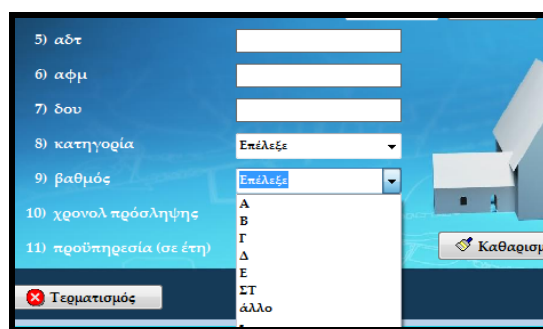 5) αδτ
6) αφμ
7) δου
8) κατηγορία Επέλεξε
9) βαθμός Επέλεξε
Α
Β
10) χρονολ πρόσληψης
Γ
11) προϋπηρεσία (σε έτη)
Δ
Ε
ΣΤ
άλλο
Τερματισμός